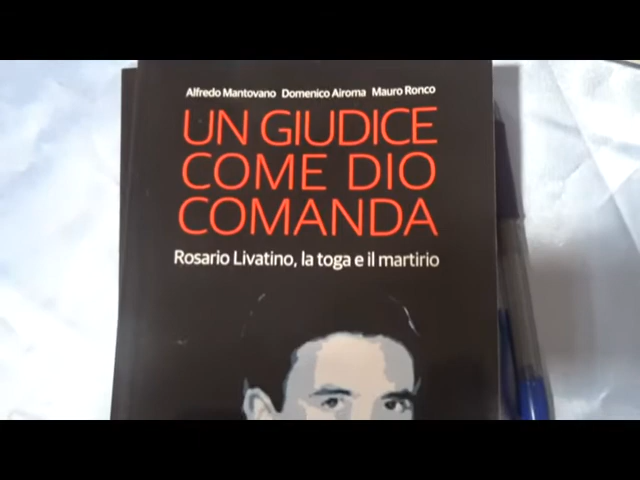 Alfredo Mantovano Domenico Airoma Mauro Ronco
UN GIUDICE
COME DIO
COMANDA
Rosario Livatino, la toga e il martirio